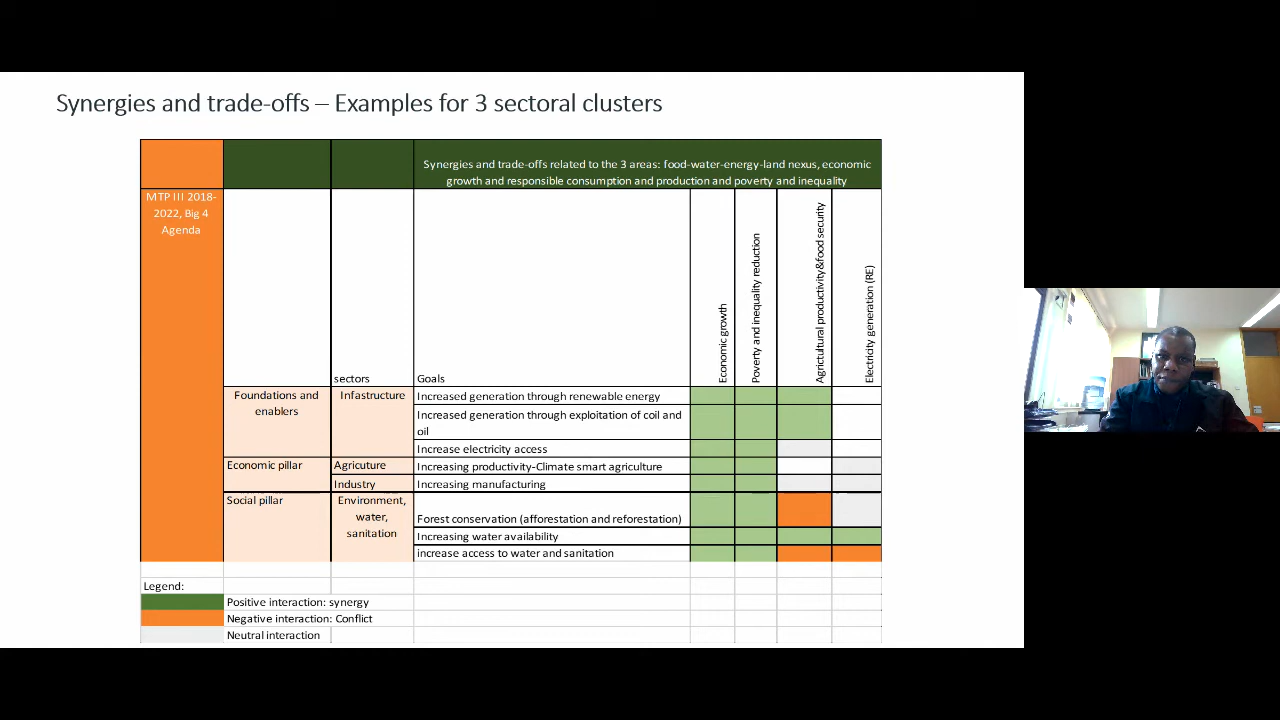 Synergies and trade-offs – Examples for 3 sectoral clusters
Synergies and trade-offs related to the 3 areas: food-water-energy-land nexus, economic
growth and responsible consumption and production and poverty and inequality
MTP III 2018-
2022, Big 4
Agenda
sectors
Goals
Economic growth
Poverty and inequality reduction
Agrictultural productivity&food security
Electricity generation (RE)
Foundations and
enablers
Infastructure
Increased generation through renewable energy
Increased generation through exploitation of coil and
oil
Increase electricity access
Economic pillar
Agricuture
Increasing productivity-Climate smart agriculture
Industry
Increasing manufacturing
Social pillar
Environment,
water,
sanitation
Forest conservation (afforestation and reforestation)
Increasing water availability
increase access to water and sanitation
Legend:
Positive interaction: synergy
Negative interaction: Conflict
Neutral interaction